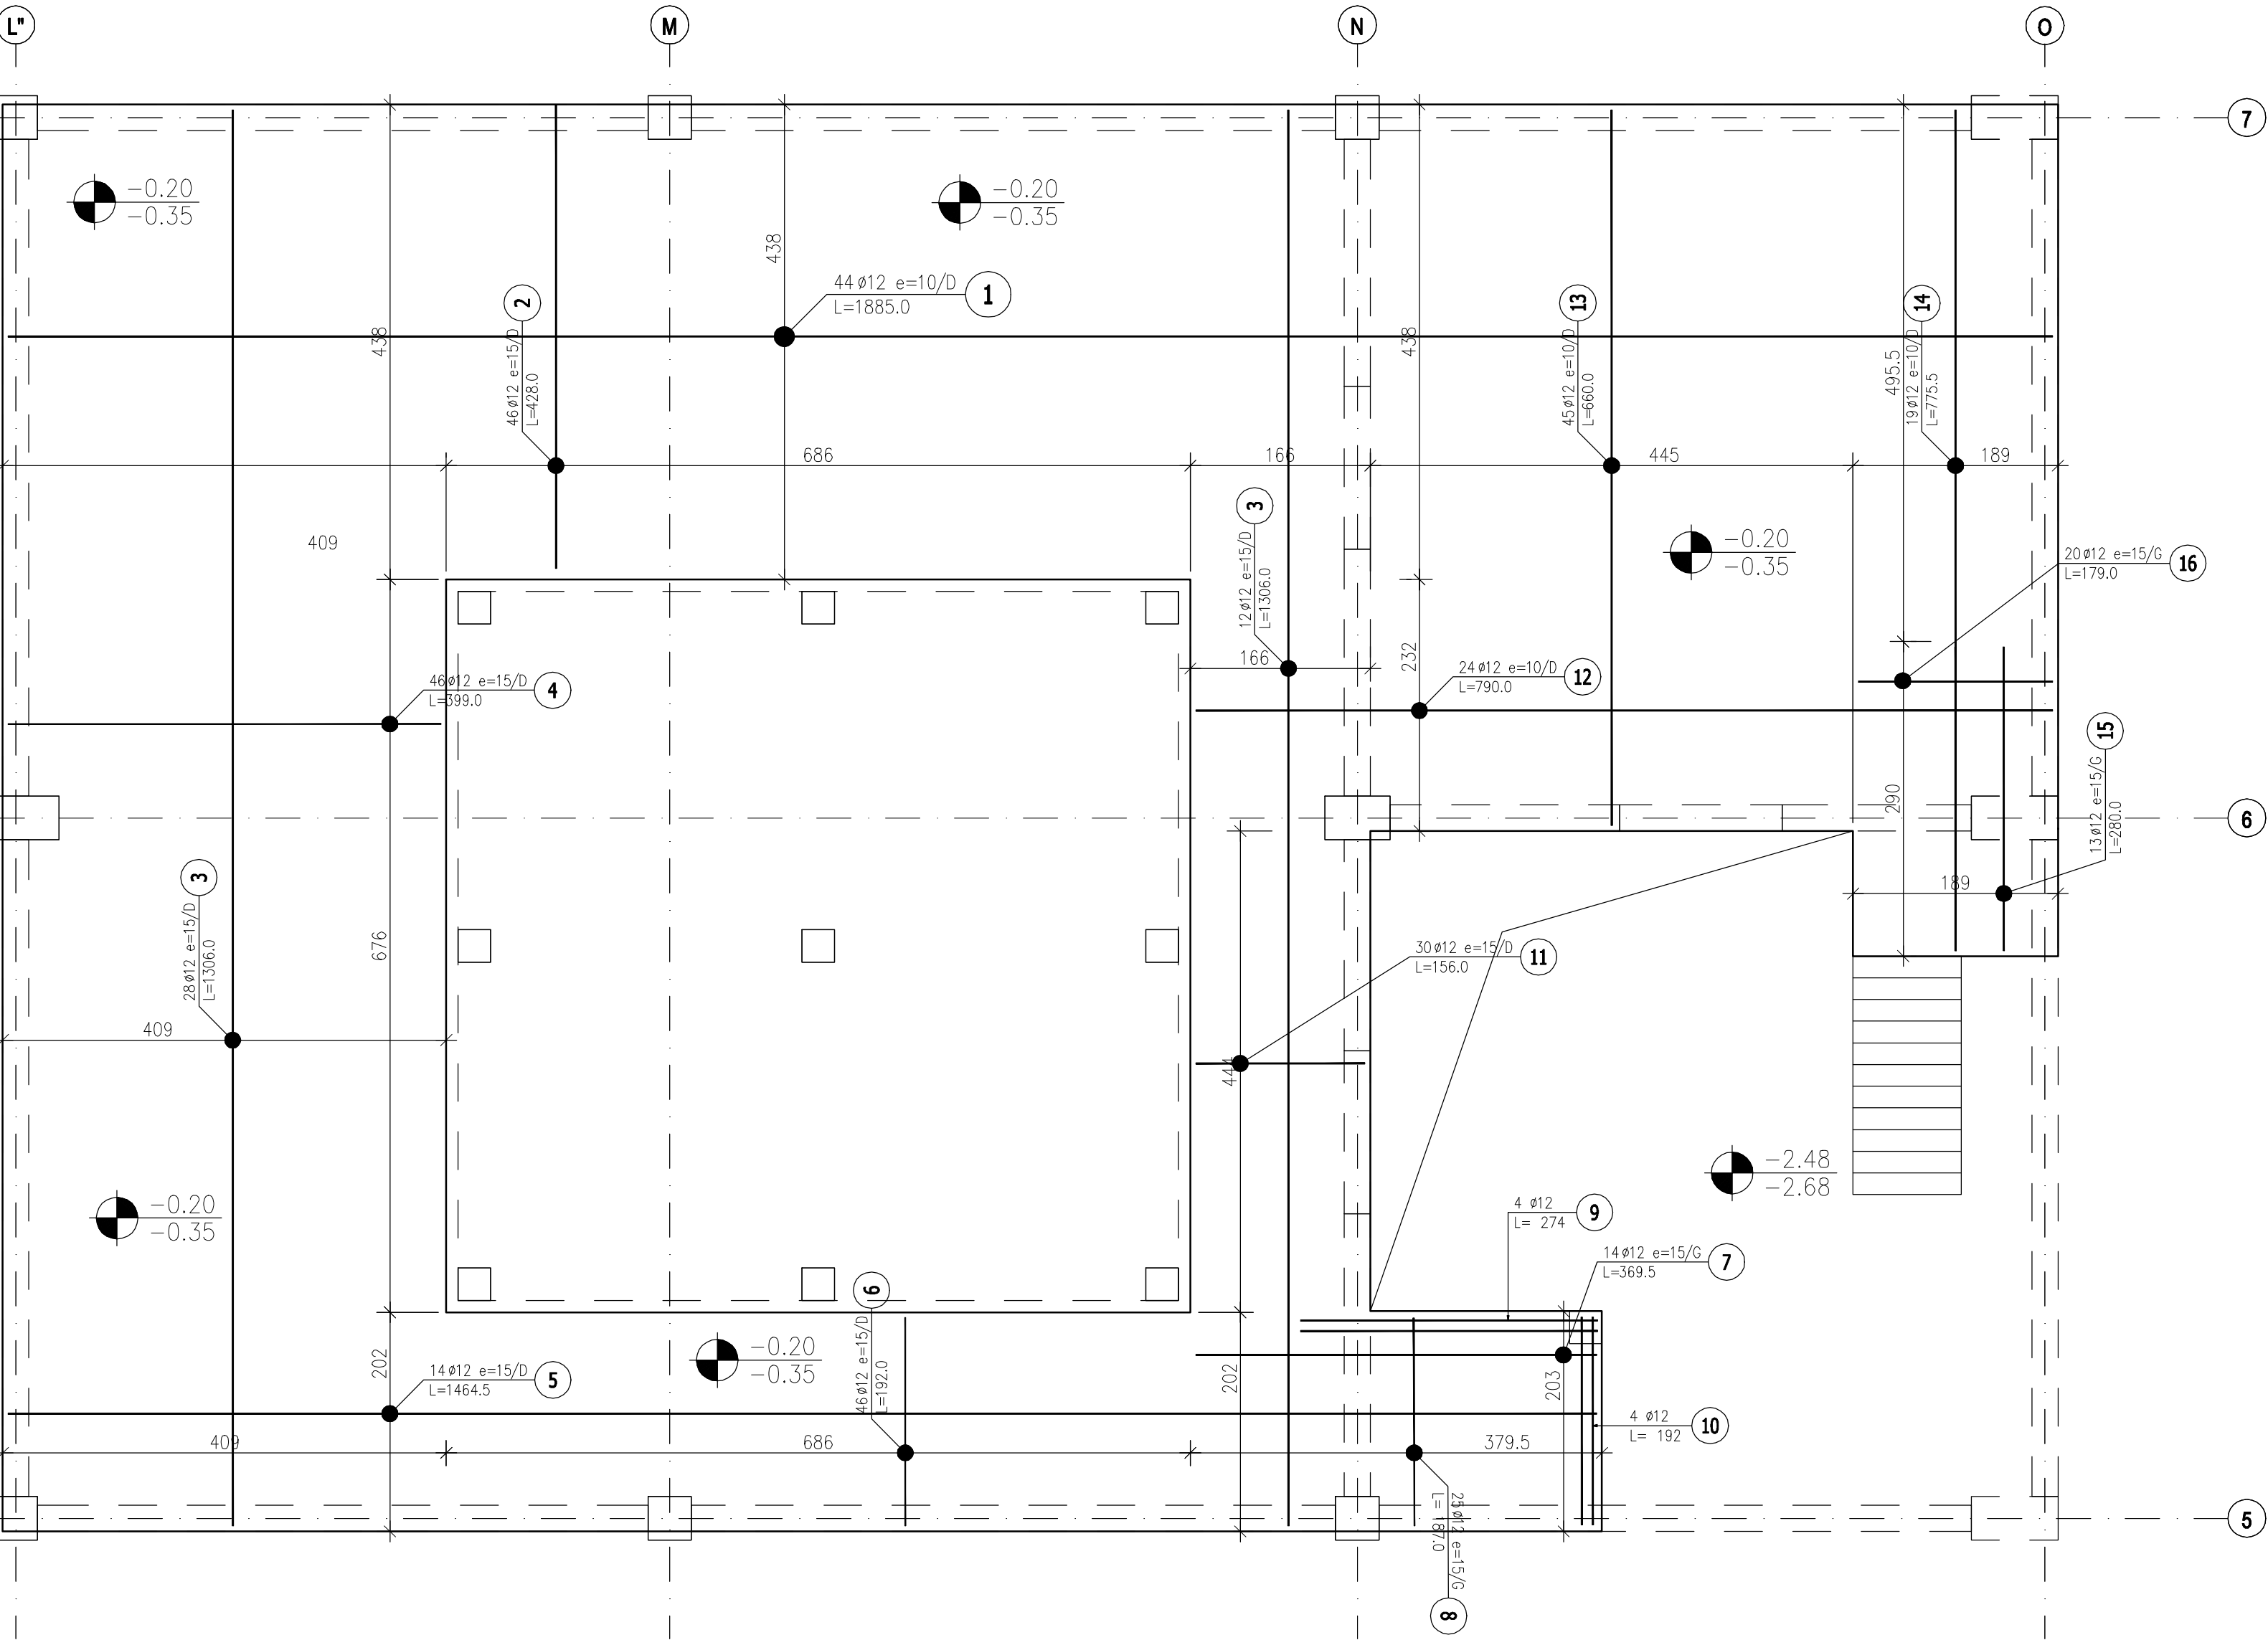 L"
M
N
O
7
-0.20
-0.35
-0.20
-0.35
438
44ø12 e=10/D
L=1885.0
1
2
46ø12 e=15/D
L=428.0
438
438
13
45ø12 e=10/D
L=660.0
14
19ø12 e=10/D
L=775.5
495.5
686
166
445
189
409
3
12ø12 e=15/D
L=1306.0
-0.20
-0.35
20ø12 e=15/G
L=179.0
16
166
232
24ø12 e=10/D
L=790.0
12
46ø12 e=15/D
L=399.0
4
15
13ø12 e=15/G
L=280.0
290
6
189
3
28ø12 e=15/D
L=1306.0
676
30ø12 e=15/D
L=156.0
11
409
444
-2.48
-2.68
-0.20
-0.35
4 ø12
L= 274
9
14ø12 e=15/G
L=369.5
7
6
46ø12 e=15/D
L=192.0
-0.20
-0.35
202
14ø12 e=15/D
L=1464.5
5
202
203
4 ø12
L= 192
10
409
686
379.5
25ø12 e=15/G
L= 187.0
8
5